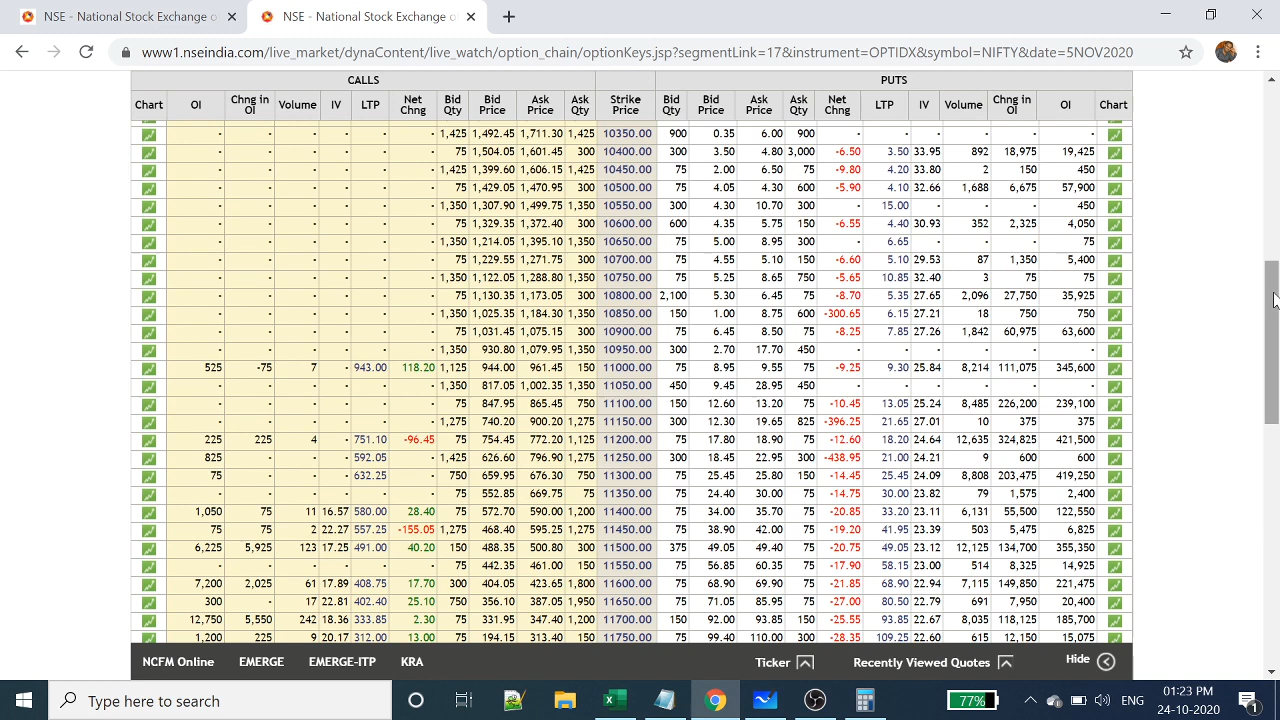 NSE - National Stock Exchange of
NSE - National Stock Exchange of
www1.nseindia.com/live_market/dynaContent/live_watch/option_chain/optionKeys.jsp?segmentLink=17&instrument=OPTIDX&symbol=NIFTY&date=5NOV2020
CALLS PUTS
Chart OI Chng in OI Volume IV LTP Net Chng Bid Qty Bid Price Ask Price Ask Qty Strike Price Bid Qty Bid Price Ask Price Ask Qty Net Chng LTP IV Volume Chng in OI OI Chart
- - - - - - 1,425 1,492.45 1,711.30 1,425 10350.00 900 0.35 6.00 900 - - - - - -
- - - - - - 75 1,504.05 1,601.45 300 10400.00 300 3.50 4.80 3,000 -6.50 3.50 33.95 892 18,975 19,425
- - - - - - 1,425 1,399.60 1,606.15 1,425 10450.00 75 2.00 6.50 75 -9.80 4.20 33.80 2 150 450
- - - - - - 75 1,429.05 1,470.95 300 10500.00 75 4.05 4.30 600 -5.90 4.10 32.66 1,688 6,675 57,900
- - - - - - 1,350 1,307.90 1,499.75 1,350 10550.00 300 4.30 10.70 300 - 15.00 - - - 450
- - - - - - 75 1,329.35 1,372.40 300 10600.00 600 4.35 5.75 150 -6.55 4.40 30.93 352 2,325 4,050
- - - - - - 1,350 1,214.05 1,395.10 1,350 10650.00 75 5.00 8.95 300 - 6.65 - - - 75
- - - - - - 75 1,229.55 1,271.75 300 10700.00 75 4.55 5.10 150 -6.60 5.10 29.53 87 1,350 5,400
- - - - - - 1,350 1,122.05 1,288.80 1,350 10750.00 75 5.25 8.65 750 -5.65 10.85 32.40 3 75 75
- - - - - - 75 1,130.35 1,173.05 300 10800.00 2,100 5.30 6.45 75 -8.70 5.35 27.65 2,096 27,750 35,925
- - - - - - 1,350 1,025.35 1,184.30 1,350 10850.00 150 1.00 8.75 600 -300.65 6.15 27.21 18 750 750
- - - - - - 75 1,031.45 1,075.15 300 10900.00 75 6.45 8.50 75 -8.25 7.85 27.26 1,842 60,975 63,600
- - - - - - 1,350 930.80 1,079.95 1,350 10950.00 300 2.70 17.70 450 - - - - - -
525 -75 7 - 943.00 118.20 1,125 944.00 961.45 150 11000.00 75 8.95 9.55 75 -9.25 9.30 25.84 8,214 111,075 345,600
- - - - - - 1,350 817.05 1,002.35 1,350 11050.00 450 9.45 28.95 450 - - - - - -
- - - - - - 75 847.95 865.45 750 11100.00 150 12.60 13.20 75 -10.45 13.05 25.24 8,485 226,200 239,100
- - - - - - 1,275 740.20 900.20 1,275 11150.00 300 12.30 19.65 825 -396.25 21.65 27.01 10 375 375
225 225 4 - 751.10 -96.45 75 754.45 772.20 1,125 11200.00 75 17.80 18.90 75 -12.60 18.20 24.64 12,635 324,825 421,500
825 - - - 592.05 - 1,275 626.60 796.90 1,275 11250.00 300 18.45 22.95 300 -438.95 21.00 24.21 9 600 600
75 - - - 632.25 - 750 659.95 676.30 750 11300.00 75 25.45 25.80 150 -14.45 25.45 24.09 8,808 203,475 419,250
- - - - - - 75 552.85 669.75 75 11350.00 75 24.40 30.00 75 -14.75 30.00 23.82 79 1,575 2,400
1,050 75 11 16.57 580.00 28.40 75 572.70 590.00 1,200 11400.00 75 34.00 35.70 75 -20.85 33.20 23.11 6,131 55,500 122,550
75 75 2 22.27 557.25 -155.05 1,275 468.40 595.25 1,275 11450.00 75 38.90 42.00 75 -19.20 41.95 23.39 503 5,475 6,825
6,225 5,925 123 17.25 491.00 40.20 150 488.35 500.80 300 11500.00 375 49.05 49.40 75 -20.75 49.05 23.12 12,125 134,700 355,350
- - - - - - 75 442.35 461.00 150 11550.00 75 56.85 60.35 75 -17.90 58.15 23.00 514 8,325 14,925
7,200 2,025 61 17.89 408.75 17.70 300 404.05 423.65 1,800 11600.00 75 68.90 69.90 75 -21.85 68.90 22.94 7,115 149,850 221,475
300 - 17 22.81 402.40 25.10 750 356.10 387.05 1,950 11650.00 75 71.05 85.95 75 -27.00 80.50 22.79 691 7,950 20,400
12,750 5,550 242 18.36 333.85 2.30 75 331.95 347.40 1,200 11700.00 150 92.00 93.85 150 -25.55 93.85 22.67 8,035 118,125 185,700
1,200 225 9 20.17 312.00 13.00 75 194.15 313.40 150 11750.00 75 99.40 110.00 300 -28.35 109.25 22.60 615 12,150 15,075
NCFM Online EMERGE EMERGE-ITP KRA Ticker Recently Viewed Quotes Hide
Type here to search 77% ENG 01:23 PM
24-10-2020